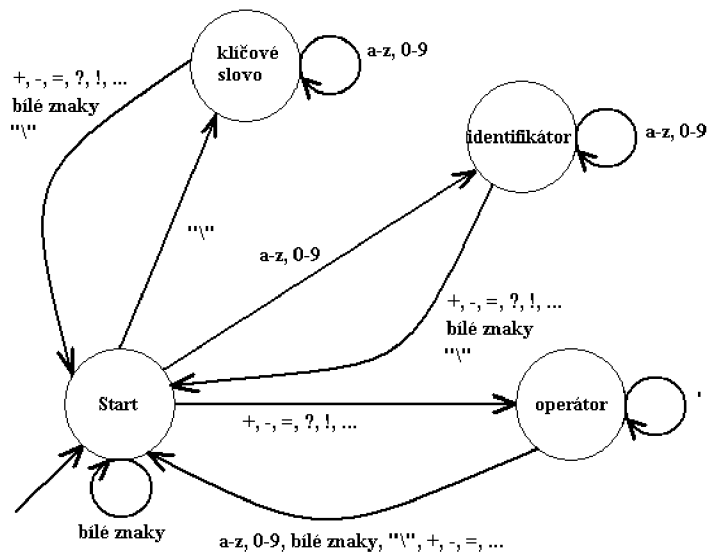 klíčové
slovo
a-z, 0-9
+, -, =, ?, !, ...
bílé znaky
"\"
identifikátor
a-z, 0-9
"\"
a-z, 0-9
+, -, =, ?, !, ...
bílé znaky
"\"
Start
+, -, =, ?, !, ...
operátor
'
bílé znaky
a-z, 0-9, bílé znaky, "\", +, -, =, ...